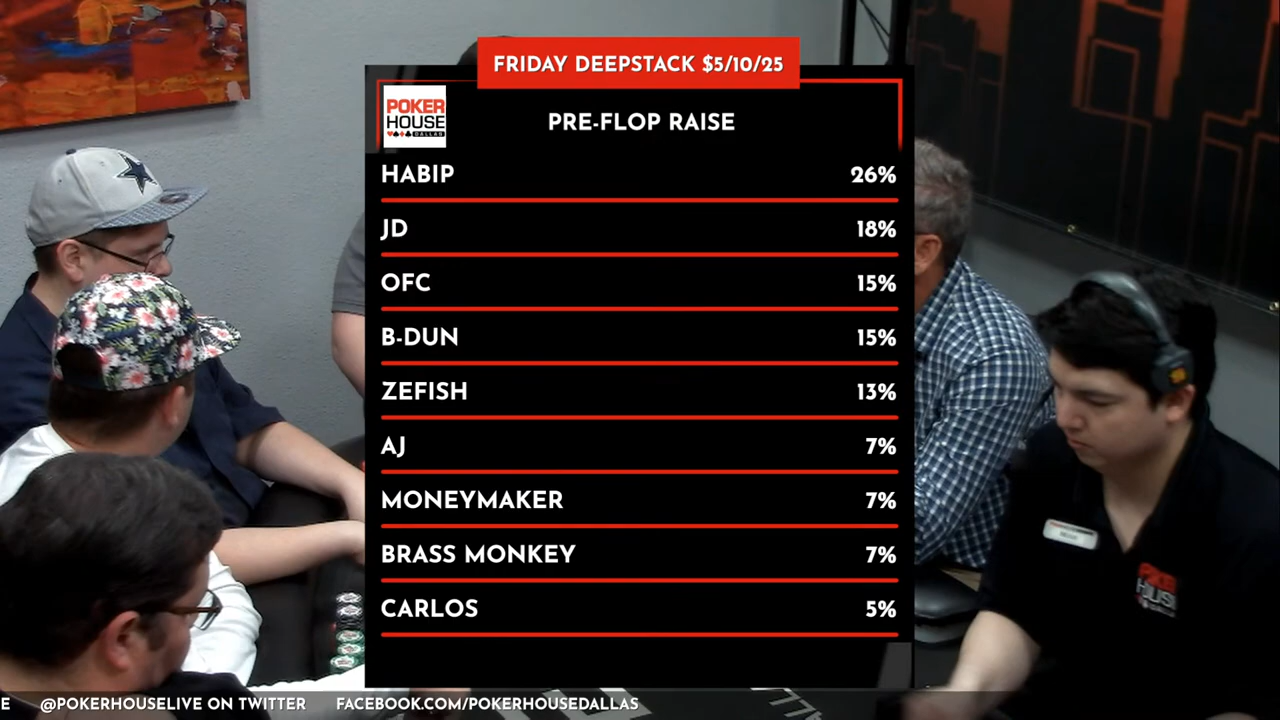 FRIDAY DEEPSTACK $5/10/25
POKER
HOUSE
DALLAS
PRE-FLOP RAISE
HABIP 26%
JD 18%
OFC 15%
B-DUN 15%
ZEFISH 13%
AJ 7%
MONEYMAKER 7%
BRASS MONKEY 7%
CARLOS 5%
POKER
HOUSE
E @POKERHOUSELIVE ON TWITTER FACEBOOK.COM/POKERHOUSEDALLAS